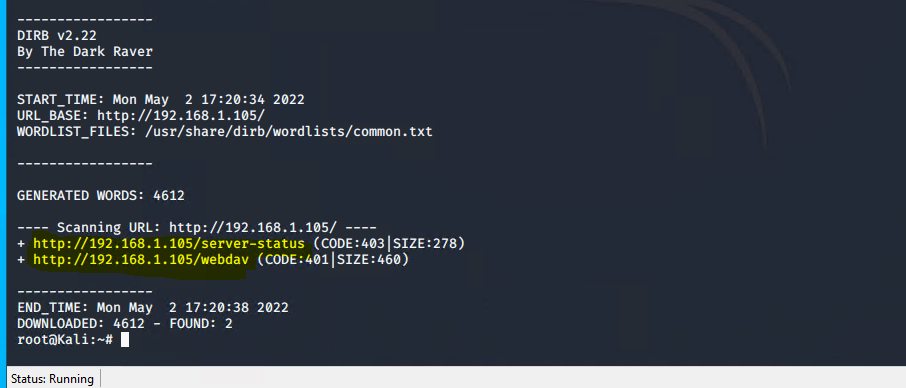 -----------------
DIRB v2.22
By The Dark Raver
-----------------
START_TIME: Mon May  2 17:20:34 2022
URL_BASE: http://192.168.1.105/
WORDLIST_FILES: /usr/share/dirb/wordlists/common.txt
-----------------
GENERATED WORDS: 4612
---- Scanning URL: http://192.168.1.105/ ----
+ http://192.168.1.105/server-status (CODE:403|SIZE:278)
+ http://192.168.1.105/webdav (CODE:401|SIZE:460)
-----------------
END_TIME: Mon May  2 17:20:38 2022
DOWNLOADED: 4612 - FOUND: 2
root@Kali:~#
Status: Running